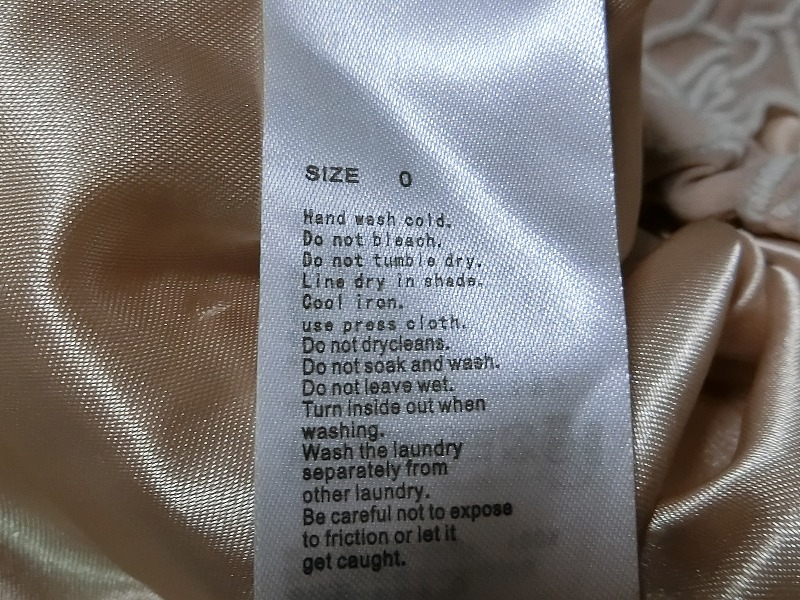 SIZE 0
Hand wash cold.
Do not bleach.
Do not tumble dry.
Line dry in shade.
Cool iron.
use press cloth.
Do not drycleans.
Do not soak and wash.
Do not leave wet.
Turn inside out when
washing.
Wash the laundry
separately from
other laundry.
Be careful not to expose
to friction or let it
get caught.